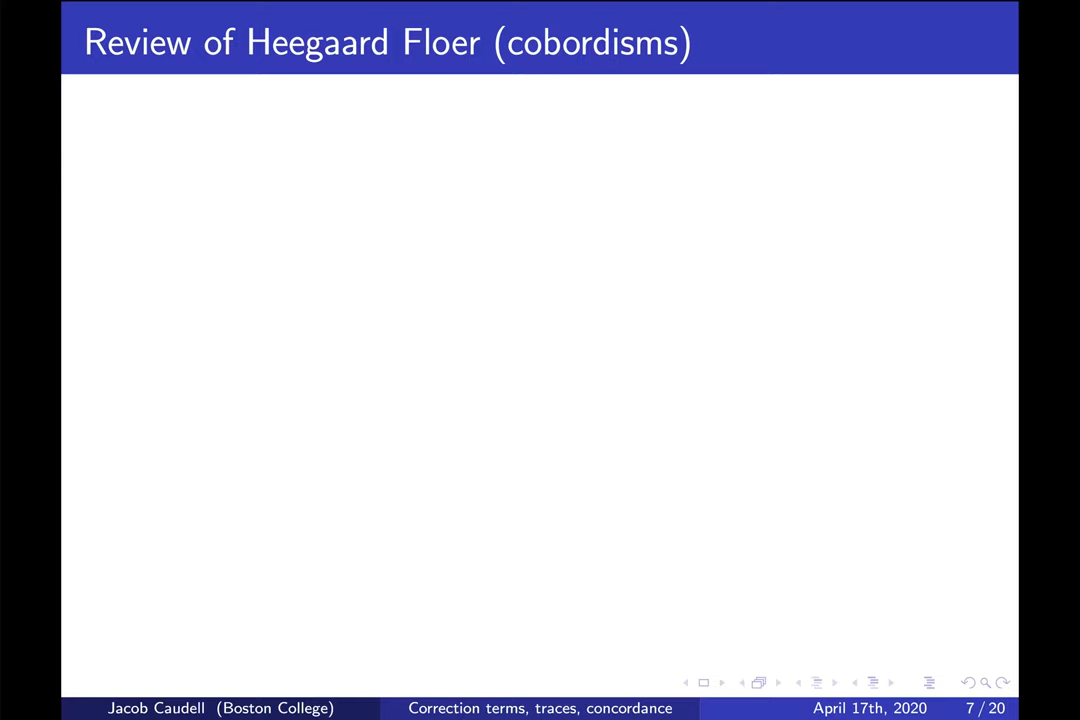 Review of Heegaard Floer (cobordisms)
Jacob Caudell (Boston College) Correction terms, traces, concordance April 17th, 2020 7 / 20